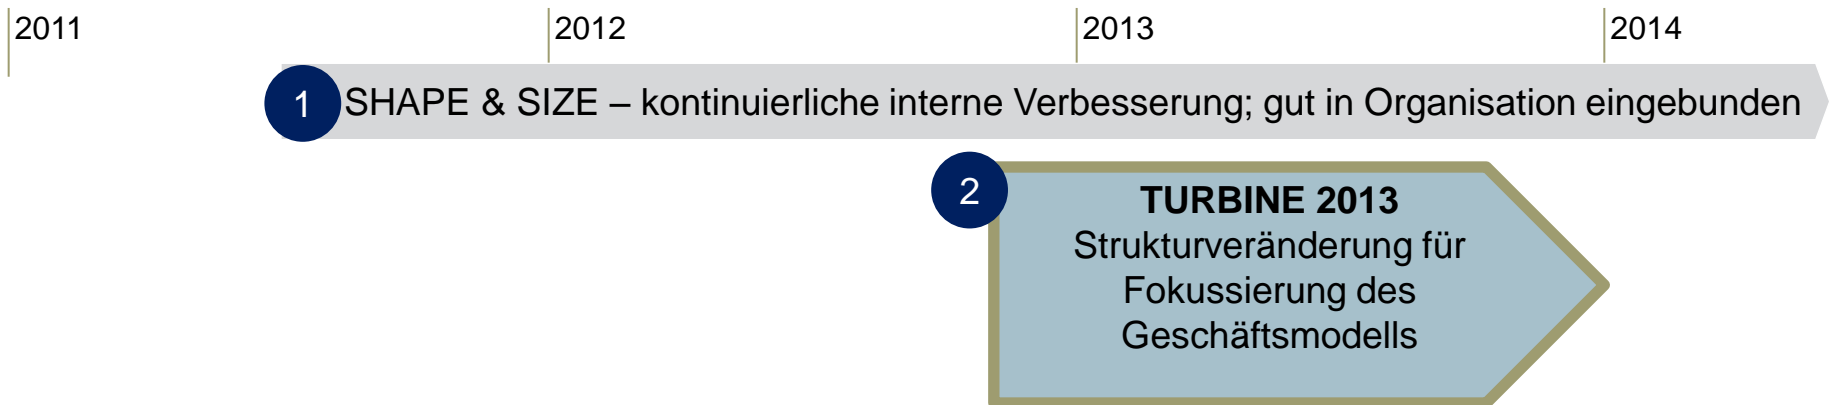 2011 2012 2013 2014
1 SHAPE & SIZE – kontinuierliche interne Verbesserung; gut in Organisation eingebunden
2 TURBINE 2013
Strukturveränderung für
Fokussierung des
Geschäftsmodells